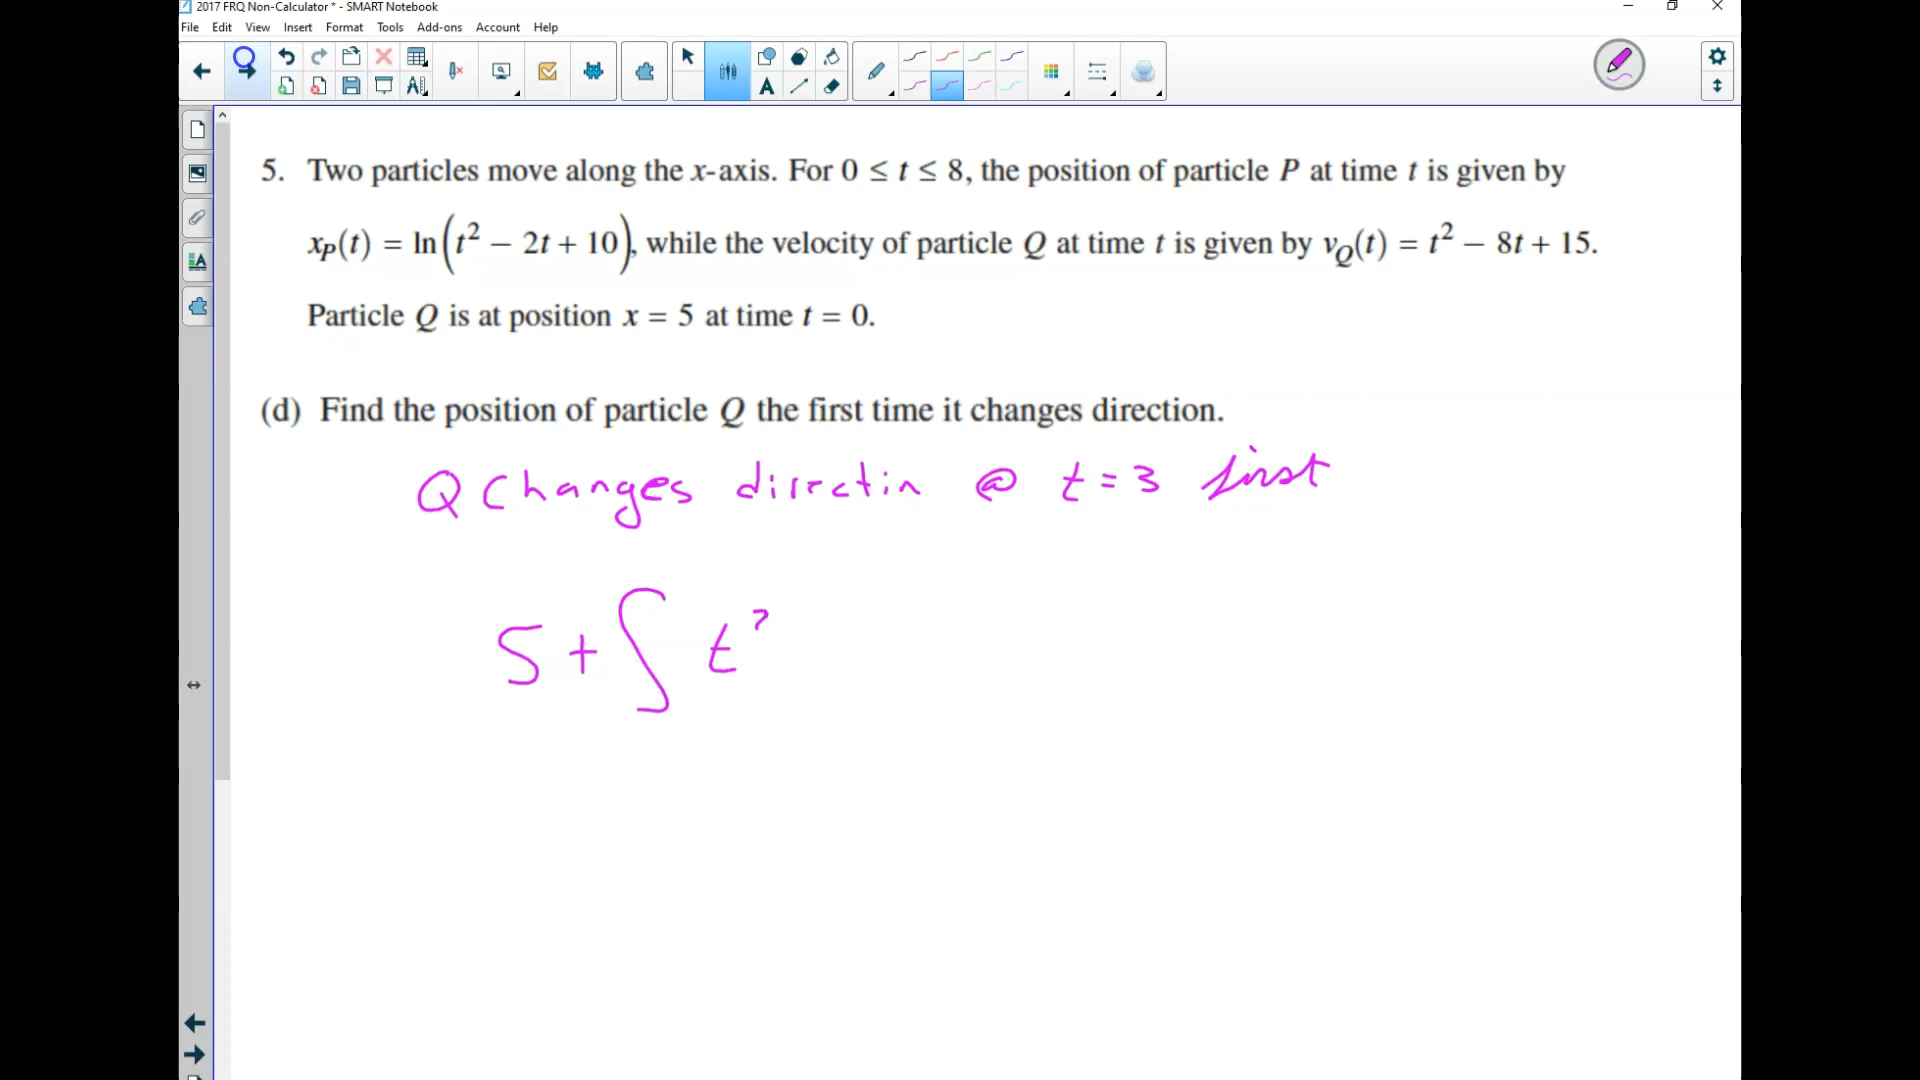 2017 FRQ Non-Calculator * - SMART Notebook
File Edit View Insert Format Tools Add-ons Account Help
5. Two particles move along the x-axis. For 0 ≤ t ≤ 8, the position of particle P at time t is given by
x_P(t) = ln(t² − 2t + 10), while the velocity of particle Q at time t is given by v_Q(t) = t² − 8t + 15.
Particle Q is at position x = 5 at time t = 0.
(d) Find the position of particle Q the first time it changes direction.
Q changes directin @ t = 3 first
5 + ∫ t²